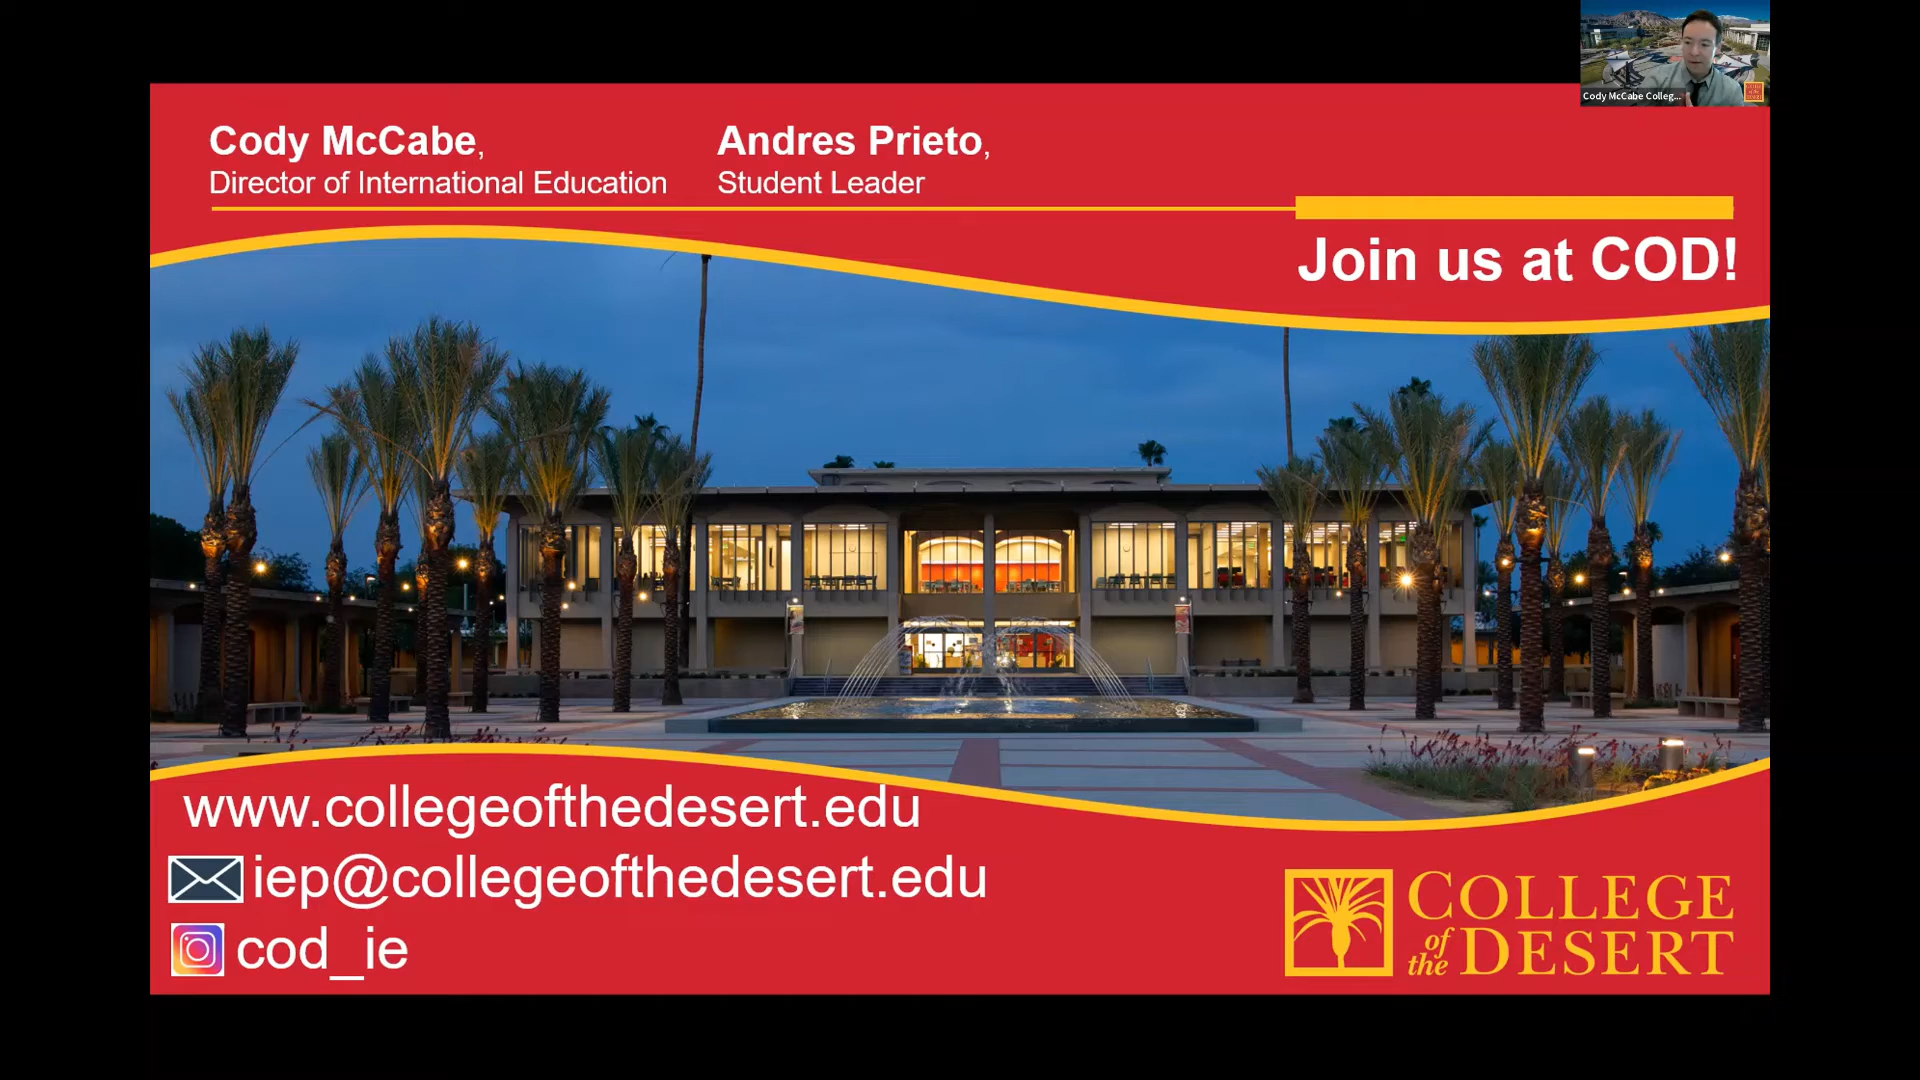 Cody McCabe Colleg...
Cody McCabe,
Director of International Education
Andres Prieto,
Student Leader
Join us at COD!
www.collegeofthedesert.edu
iep@collegeofthedesert.edu
cod_ie
COLLEGE
of the DESERT